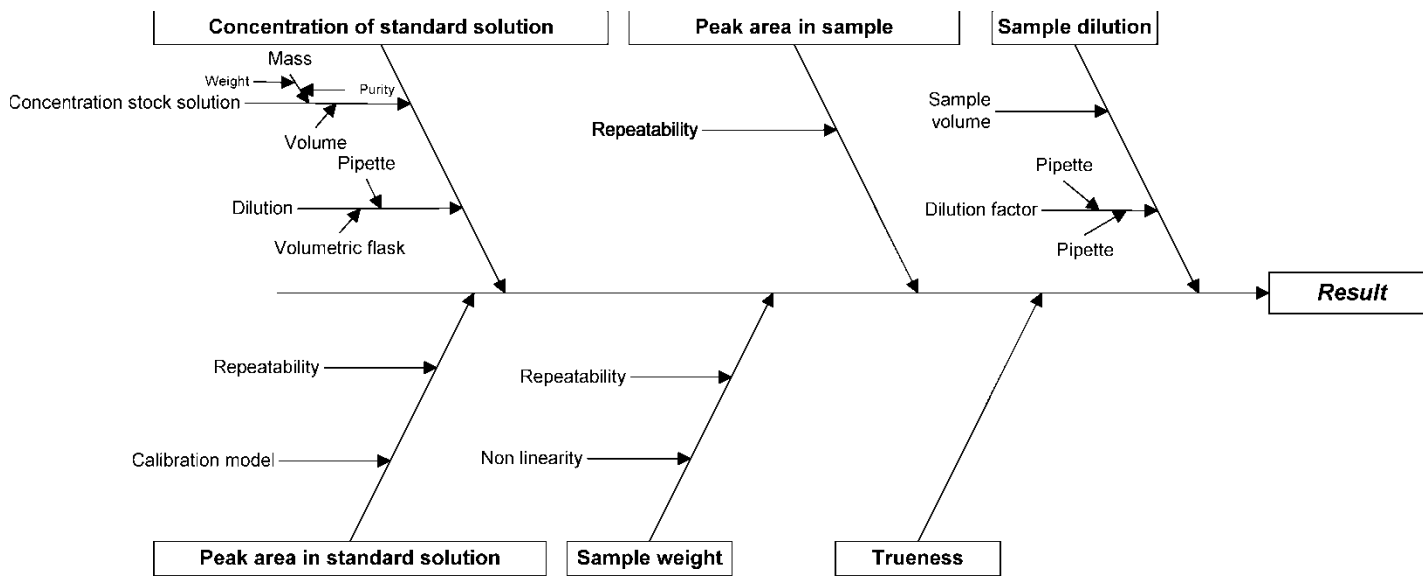 Concentration of standard solution
Peak area in sample
Sample dilution
Mass
Weight
Purity
Concentration stock solution
Volume
Pipette
Dilution
Volumetric flask
Repeatability
Sample
volume
Pipette
Dilution factor
Pipette
Result
Repeatability
Calibration model
Repeatability
Non linearity
Peak area in standard solution
Sample weight
Trueness